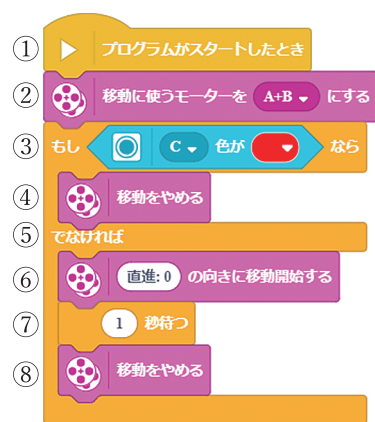 ① プログラムがスタートしたとき
② 移動に使うモーターを A+B にする
③ もし C 色が なら
④ 移動をやめる
⑤ でなければ
⑥ 直進: 0 の向きに移動開始する
⑦ 1 秒待つ
⑧ 移動をやめる